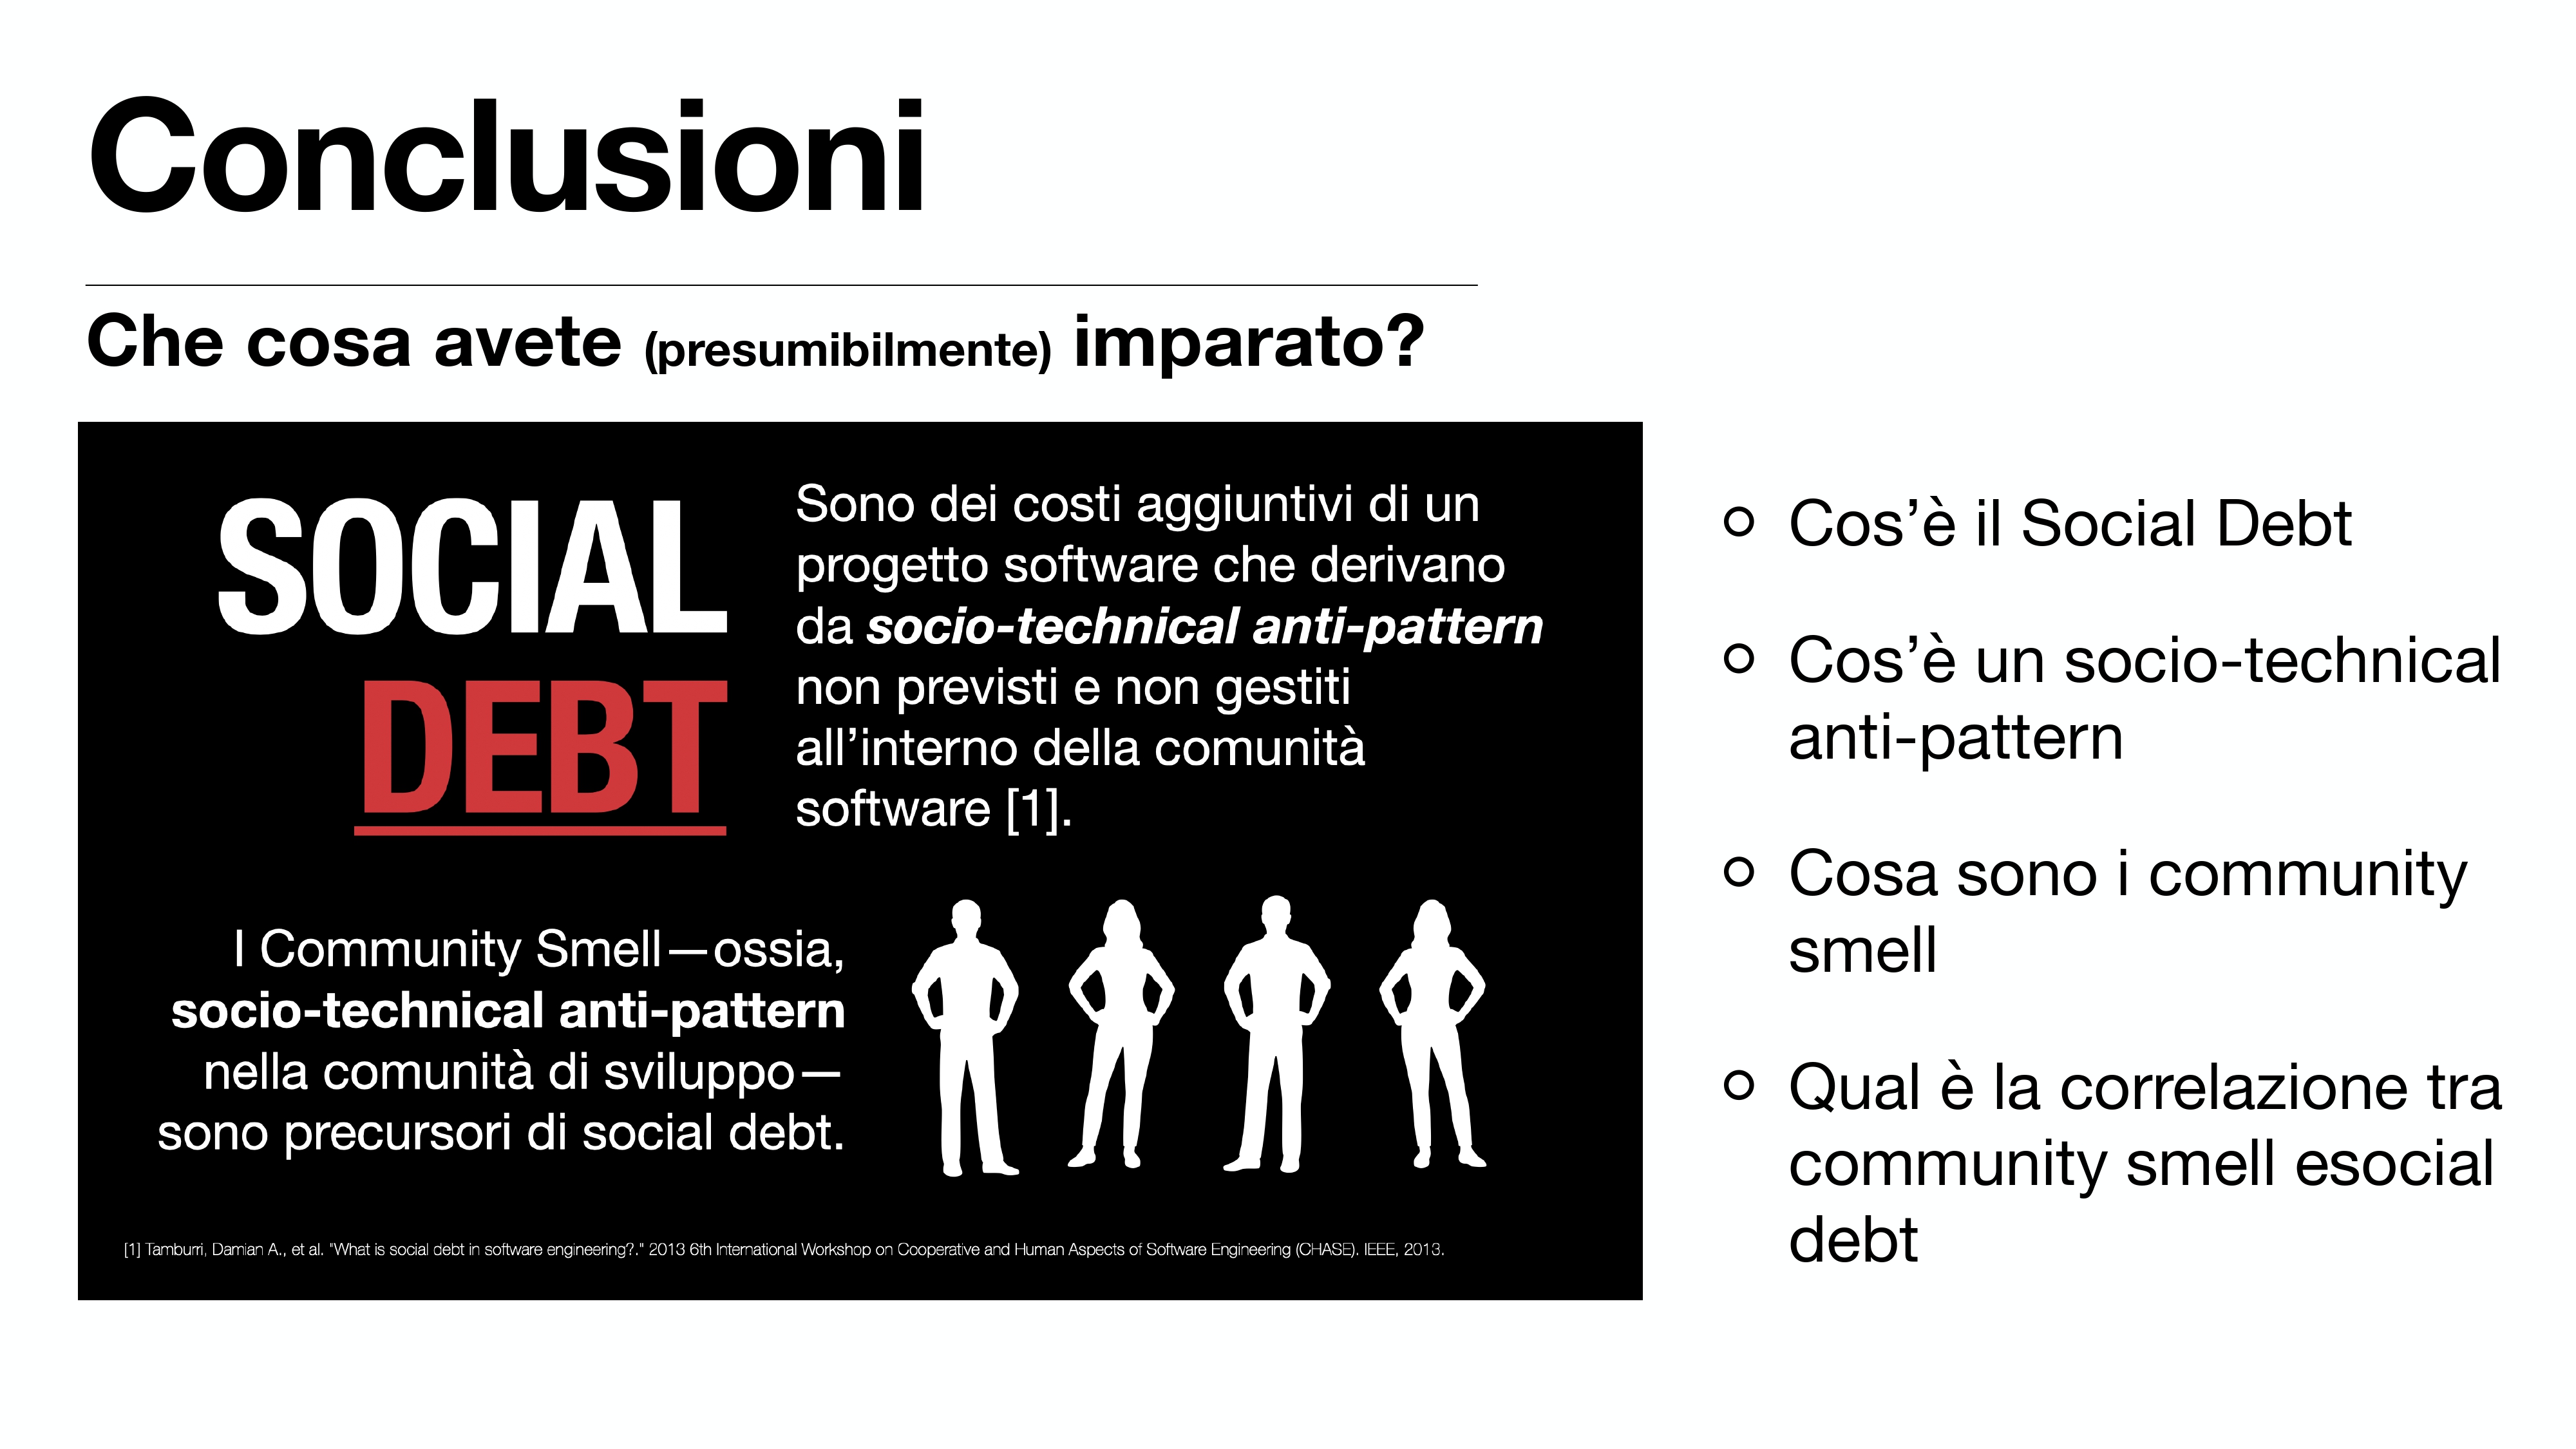 Conclusioni
Che cosa avete (presumibilmente) imparato?
SOCIAL
DEBT
Sono dei costi aggiuntivi di un
progetto software che derivano
da socio-technical anti-pattern
non previsti e non gestiti
all’interno della comunità
software [1].
I Community Smell—ossia,
socio-technical anti-pattern
nella comunità di sviluppo—
sono precursori di social debt.
[1] Tamburri, Damian A., et al. "What is social debt in software engineering?." 2013 6th International Workshop on Cooperative and Human Aspects of Software Engineering (CHASE). IEEE, 2013.
Cos’è il Social Debt
Cos’è un socio-technical
anti-pattern
Cosa sono i community
smell
Qual è la correlazione tra
community smell esocial
debt